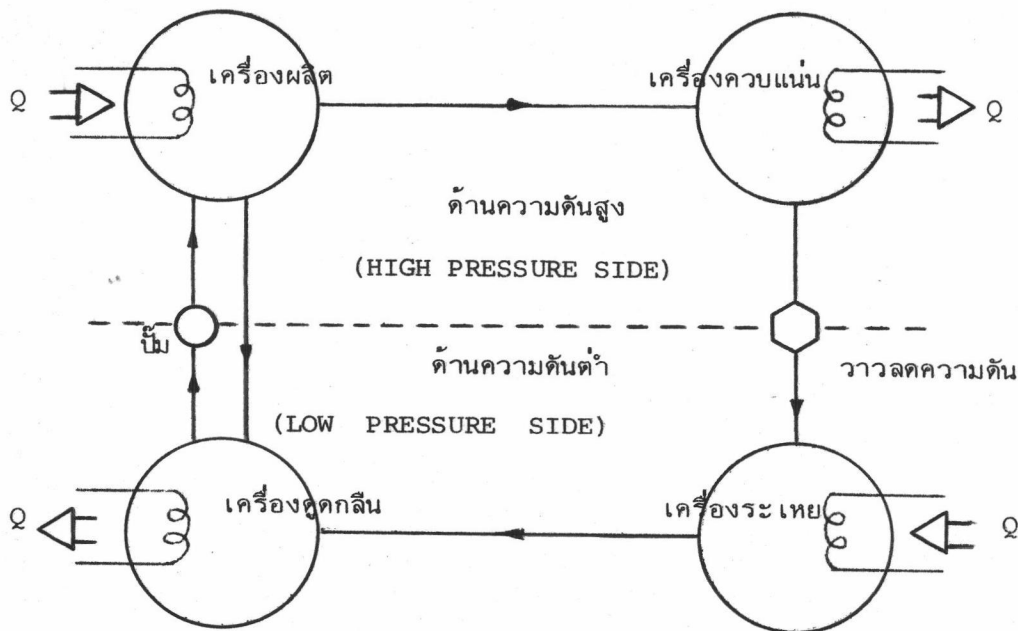 เครื่องผลิต
เครื่องควบแน่น
Q
Q
ด้านความดันสูง
(HIGH PRESSURE SIDE)
ปั๊ม
ด้านความดันต่ำ
วาวลดความดัน
(LOW PRESSURE SIDE)
เครื่องดูดกลืน
เครื่องระเหย
Q
Q